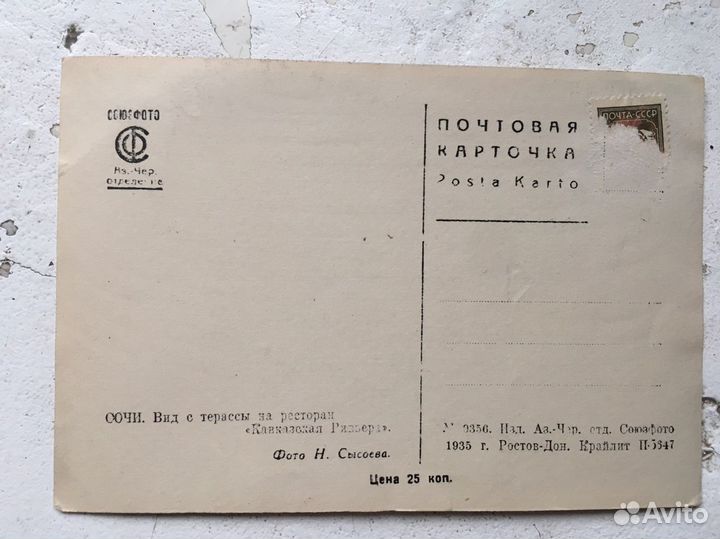 СОЮЗФОТО
СФ
Аз.-Чер.
отделение
ПОЧТОВАЯ
КАРТОЧКА
Posta Karto
ПОЧТА·СССР
СОЧИ. Вид с терассы на ресторан
«Кавказская Ривьера».
Фото Н. Сысоева.
№ 9356. Изд. Аз.-Чер. отд. Союзфото
1935 г. Ростов-Дон. Крайлит П-5647
Цена 25 коп.
Avito